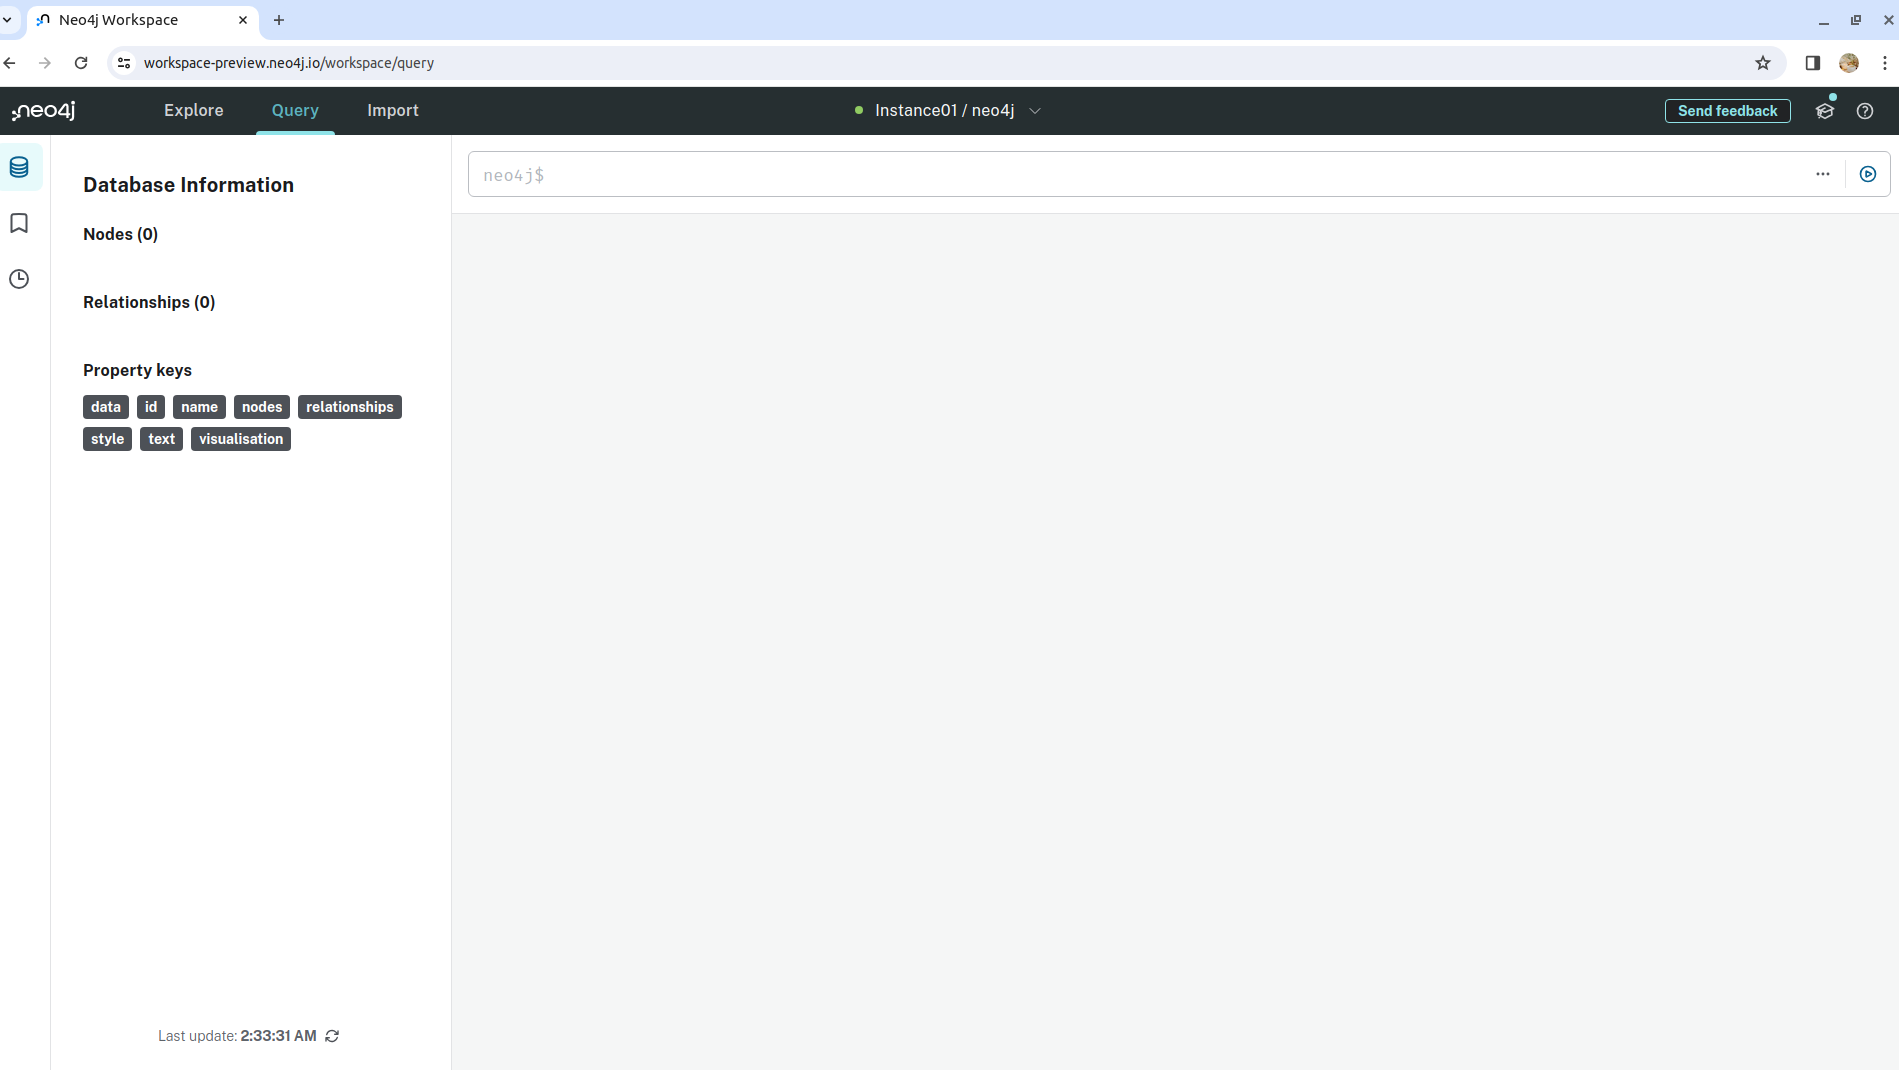 Neo4j Workspace
workspace-preview.neo4j.io/workspace/query
neo4j Explore Query Import Instance01 / neo4j Send feedback
Database Information
neo4j$
Nodes (0)
Relationships (0)
Property keys
data id name nodes relationships
style text visualisation
Last update: 2:33:31 AM